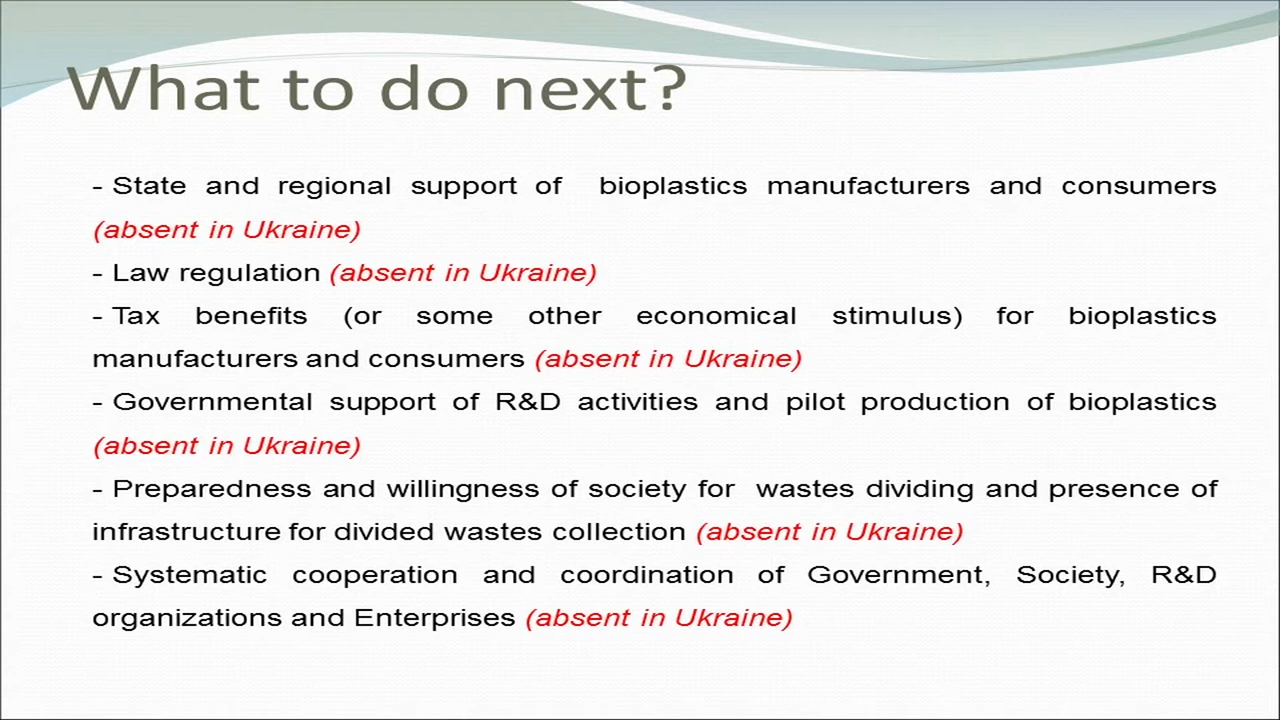 What to do next?
- State and regional support of bioplastics manufacturers and consumers
(absent in Ukraine)
- Law regulation (absent in Ukraine)
- Tax benefits (or some other economical stimulus) for bioplastics
manufacturers and consumers (absent in Ukraine)
- Governmental support of R&D activities and pilot production of bioplastics
(absent in Ukraine)
- Preparedness and willingness of society for wastes dividing and presence of
infrastructure for divided wastes collection (absent in Ukraine)
- Systematic cooperation and coordination of Government, Society, R&D
organizations and Enterprises (absent in Ukraine)